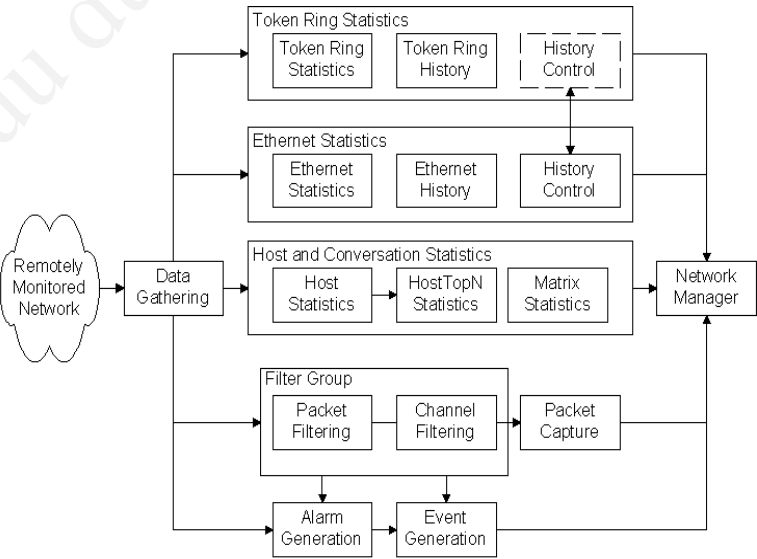 Token Ring Statistics
Token Ring
Statistics
Token Ring
History
History
Control
Ethernet Statistics
Ethernet
Statistics
Ethernet
History
History
Control
Remotely
Monitored
Network
Data
Gathering
Host and Conversation Statistics
Host
Statistics
HostTopN
Statistics
Matrix
Statistics
Network
Manager
Filter Group
Packet
Filtering
Channel
Filtering
Packet
Capture
Alarm
Generation
Event
Generation